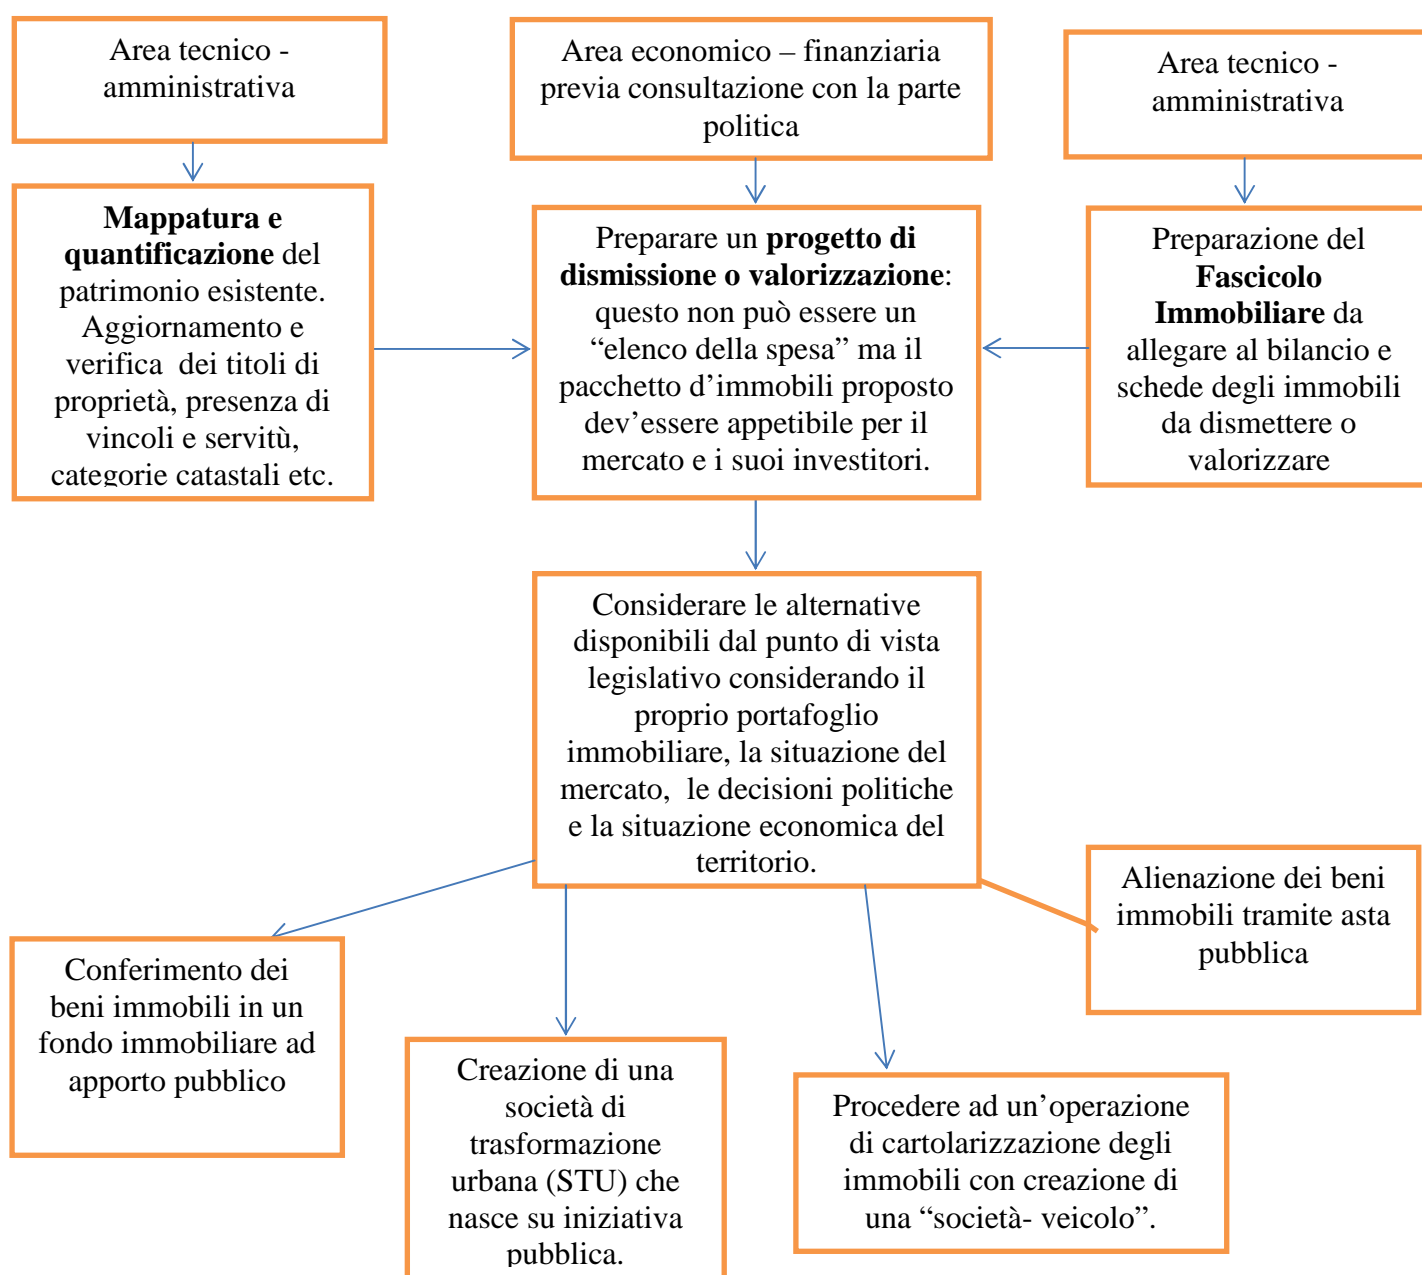 Area tecnico -
amministrativa
Area economico – finanziaria
previa consultazione con la parte
politica
Area tecnico -
amministrativa
Mappatura e
quantificazione del
patrimonio esistente.
Aggiornamento e
verifica  dei titoli di
proprietà, presenza di
vincoli e servitù,
categorie catastali etc.
Preparare un progetto di
dismissione o valorizzazione:
questo non può essere un
“elenco della spesa” ma il
pacchetto d’immobili proposto
dev’essere appetibile per il
mercato e i suoi investitori.
Preparazione del
Fascicolo
Immobiliare da
allegare al bilancio e
schede degli immobili
da dismettere o
valorizzare
Considerare le alternative
disponibili dal punto di vista
legislativo considerando il
proprio portafoglio
immobiliare, la situazione del
mercato,  le decisioni politiche
e la situazione economica del
territorio.
Alienazione dei beni
immobili tramite asta
pubblica
Conferimento dei
beni immobili in un
fondo immobiliare ad
apporto pubblico
Creazione di una
società di
trasformazione
urbana (STU) che
nasce su iniziativa
pubblica.
Procedere ad un’operazione
di cartolarizzazione degli
immobili con creazione di
una “società- veicolo”.